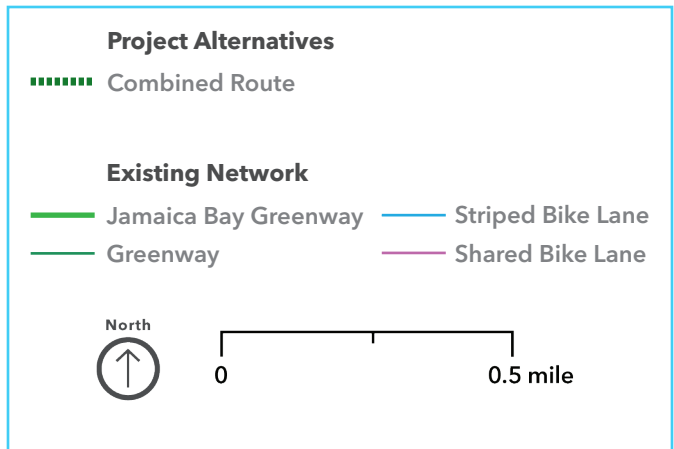 Project Alternatives
Combined Route
Existing Network
Jamaica Bay Greenway
Striped Bike Lane
Greenway
Shared Bike Lane
North
0
0.5 mile